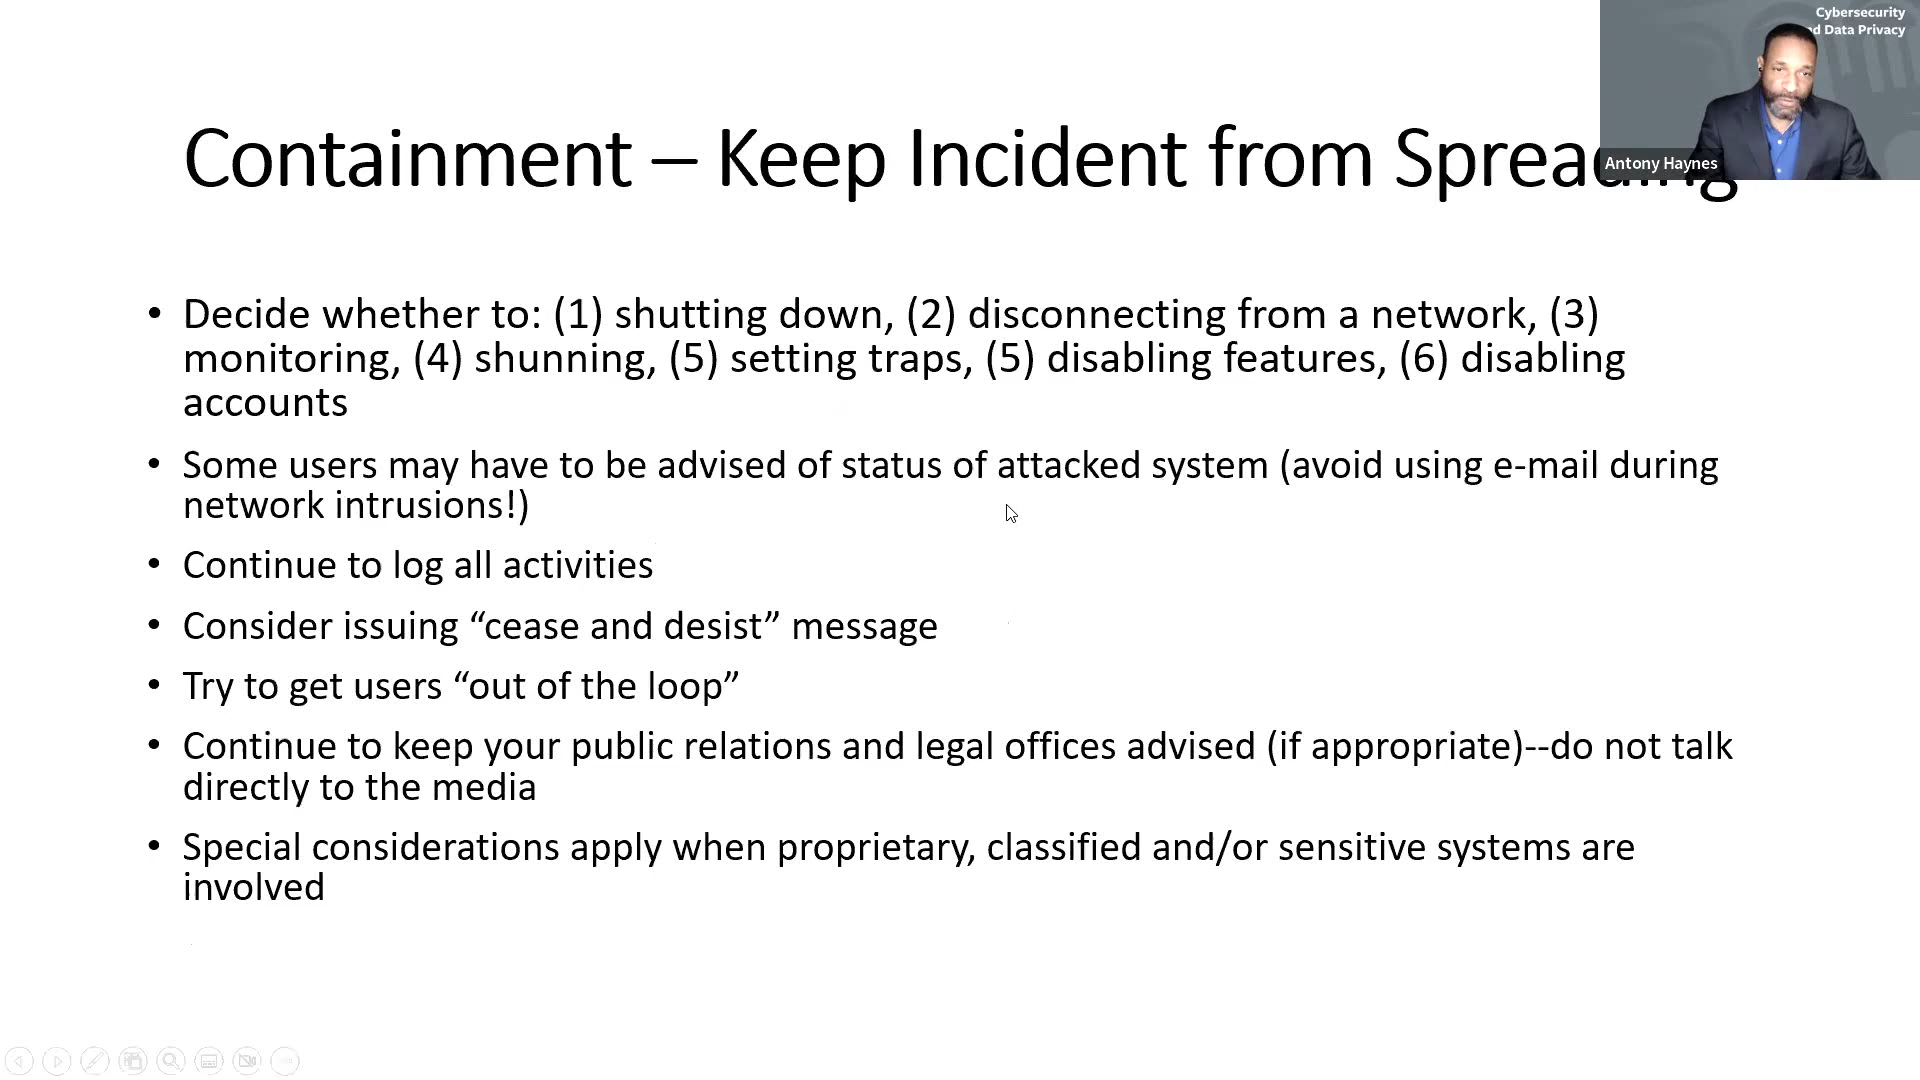 Cybersecurity
nd Data Privacy
Antony Haynes
Containment – Keep Incident from Spreading
• Decide whether to: (1) shutting down, (2) disconnecting from a network, (3)
monitoring, (4) shunning, (5) setting traps, (5) disabling features, (6) disabling
accounts
• Some users may have to be advised of status of attacked system (avoid using e-mail during
network intrusions!)
• Continue to log all activities
• Consider issuing “cease and desist” message
• Try to get users “out of the loop”
• Continue to keep your public relations and legal offices advised (if appropriate)--do not talk
directly to the media
• Special considerations apply when proprietary, classified and/or sensitive systems are
involved